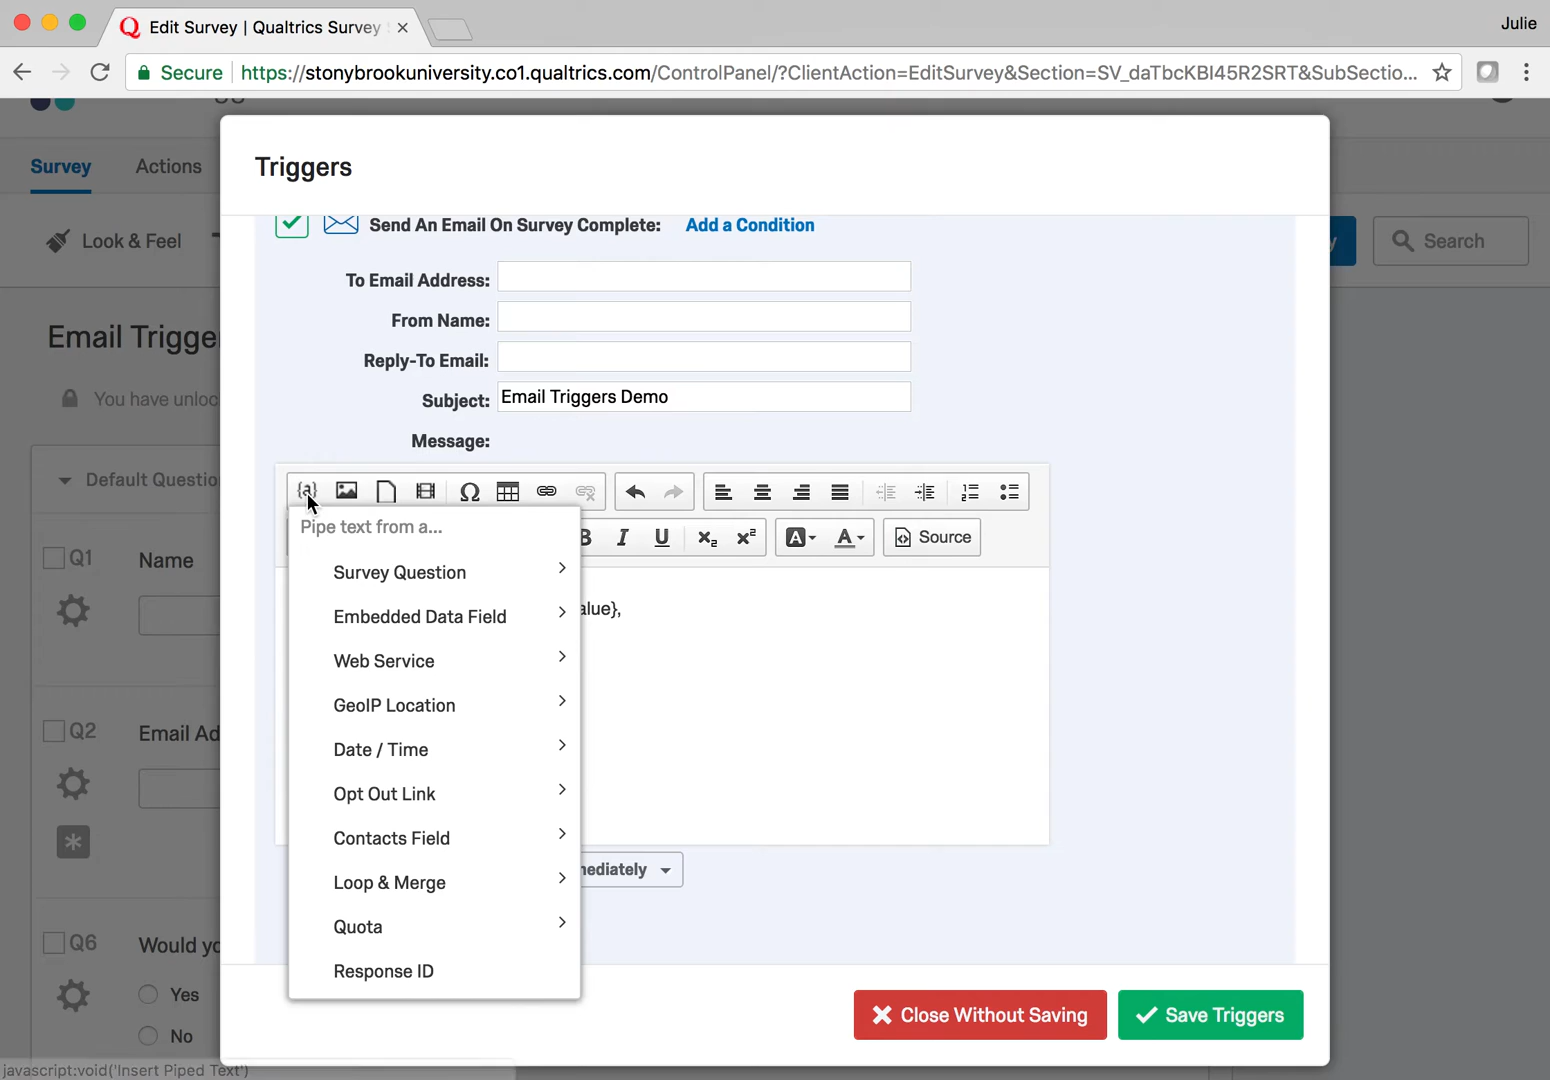 Edit Survey | Qualtrics Survey
Julie
Secure
https://stonybrookuniversity.co1.qualtrics.com/ControlPanel/?ClientAction=EditSurvey&Section=SV_daTbcKBI45R2SRT&SubSectio...
Triggers
Survey
Actions
Send An Email On Survey Complete: Add a Condition
Look & Feel
Search
To Email Address:
From Name:
Reply-To Email:
Subject: Email Triggers Demo
Message:
Email Trigge
You have unloc
Default Questio
{a}
Pipe text from a...
B I U x₂ x² A A Source
Q1 Name
Survey Question
alue},
Embedded Data Field
Web Service
GeoIP Location
Q2 Email Ad
Date / Time
Opt Out Link
Contacts Field
mediately
Loop & Merge
Quota
Q6 Would yo
Response ID
Yes
No
Close Without Saving
Save Triggers
javascript:void('Insert Piped Text')